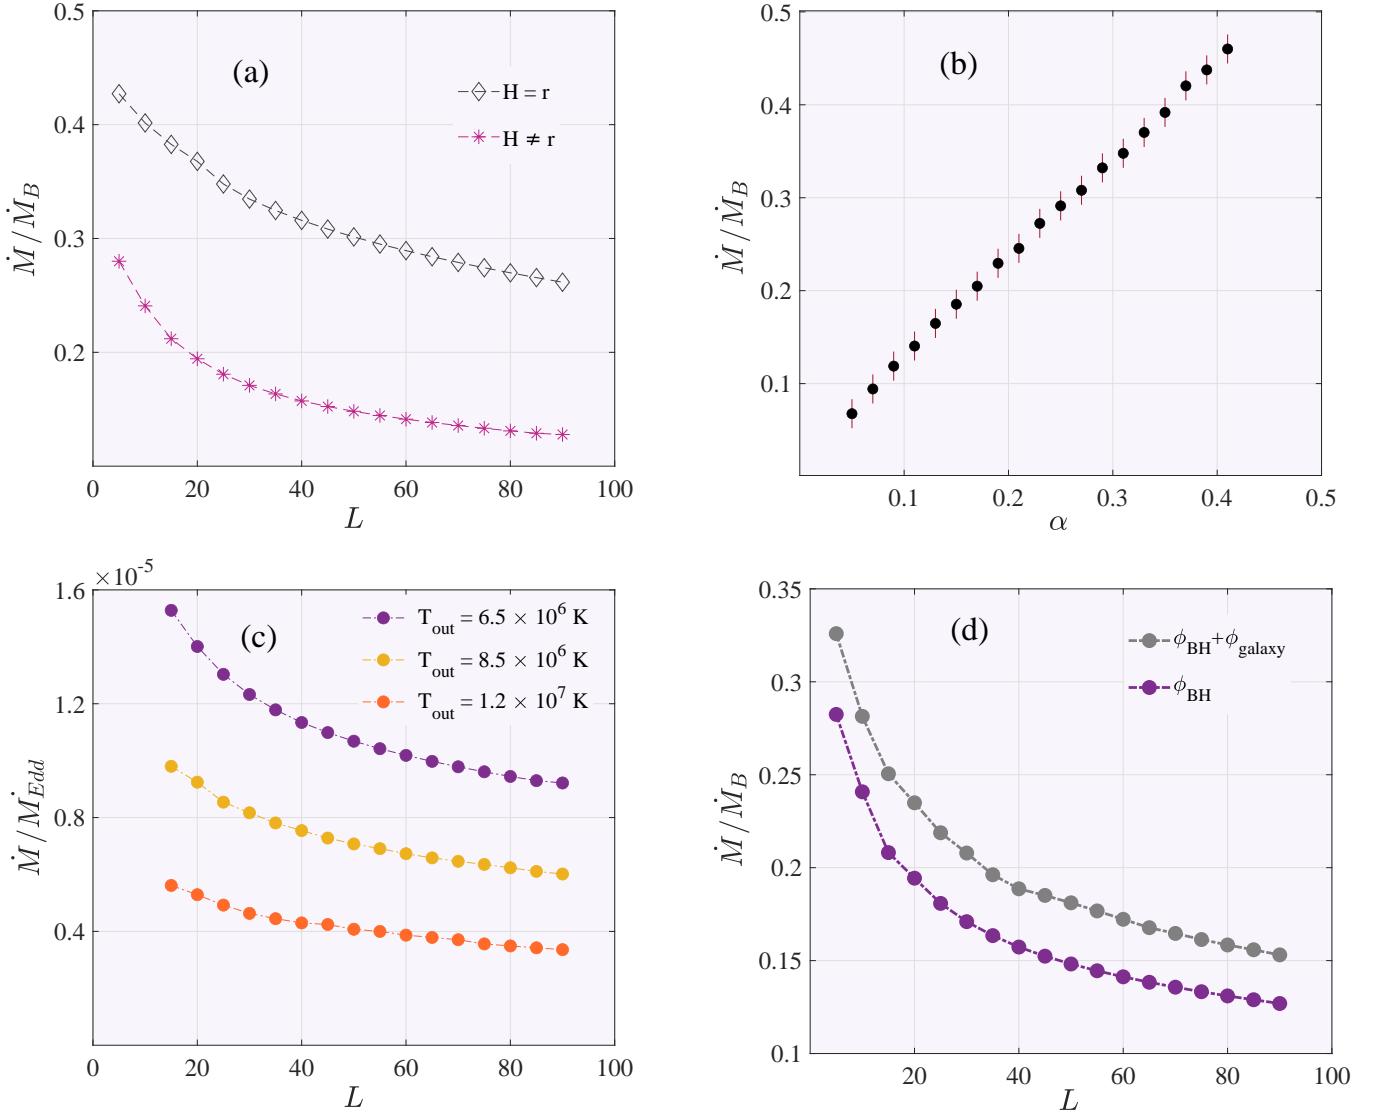 0.5
0.4
0.3
0.2
Ṁ/Ṁ_B
(a)
H = r
H ≠ r
0 20 40 60 80 100
L
0.5
0.4
0.3
0.2
0.1
Ṁ/Ṁ_B
(b)
0.1 0.2 0.3 0.4 0.5
α
×10^-5
1.6
1.2
0.8
0.4
Ṁ/Ṁ_Edd
(c)
T_out = 6.5 × 10^6 K
T_out = 8.5 × 10^6 K
T_out = 1.2 × 10^7 K
0 20 40 60 80 100
L
0.35
0.3
0.25
0.2
0.15
0.1
Ṁ/Ṁ_B
(d)
ϕ_BH+ϕ_galaxy
ϕ_BH
20 40 60 80 100
L